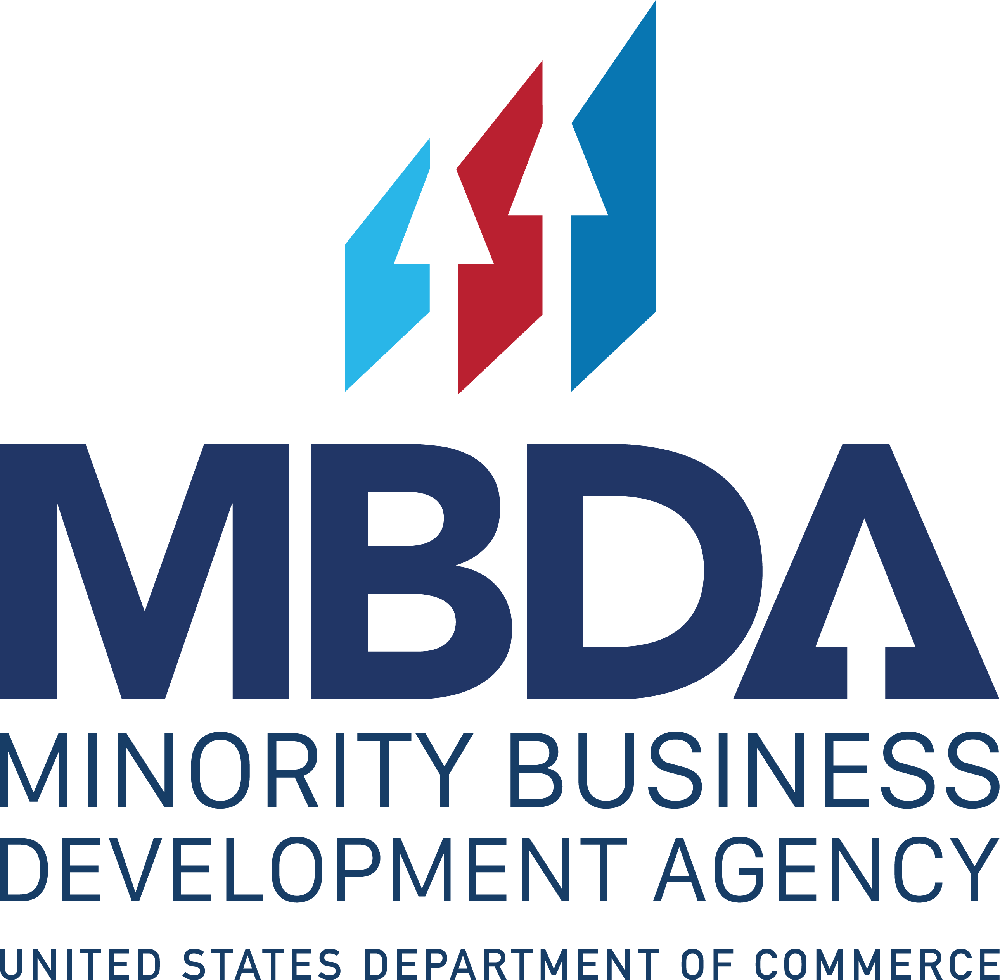 MBDA
MINORITY BUSINESS
DEVELOPMENT AGENCY
UNITED STATES DEPARTMENT OF COMMERCE